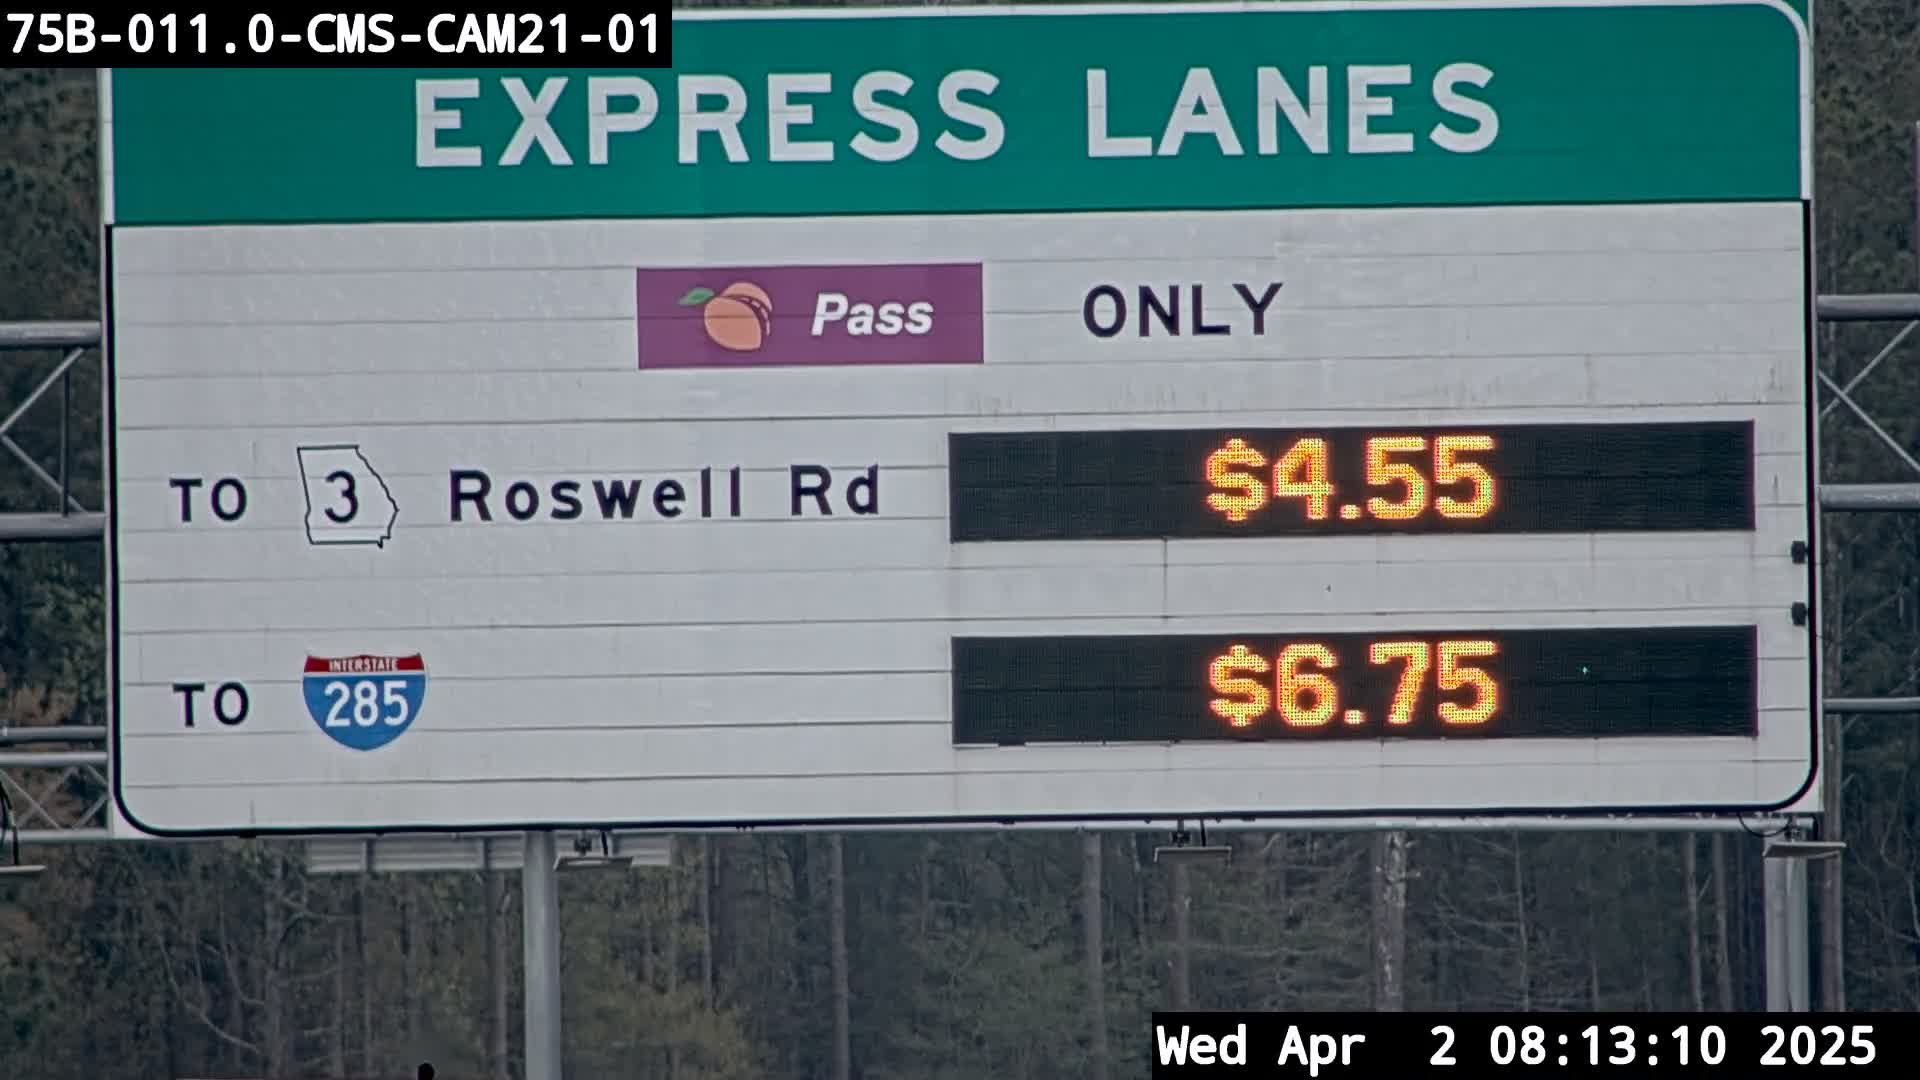 75B-011.0-CMS-CAM21-01
EXPRESS LANES
Pass ONLY
TO 3 Roswell Rd $4.55
TO INTERSTATE 285 $6.75
Wed Apr 2 08:13:10 2025